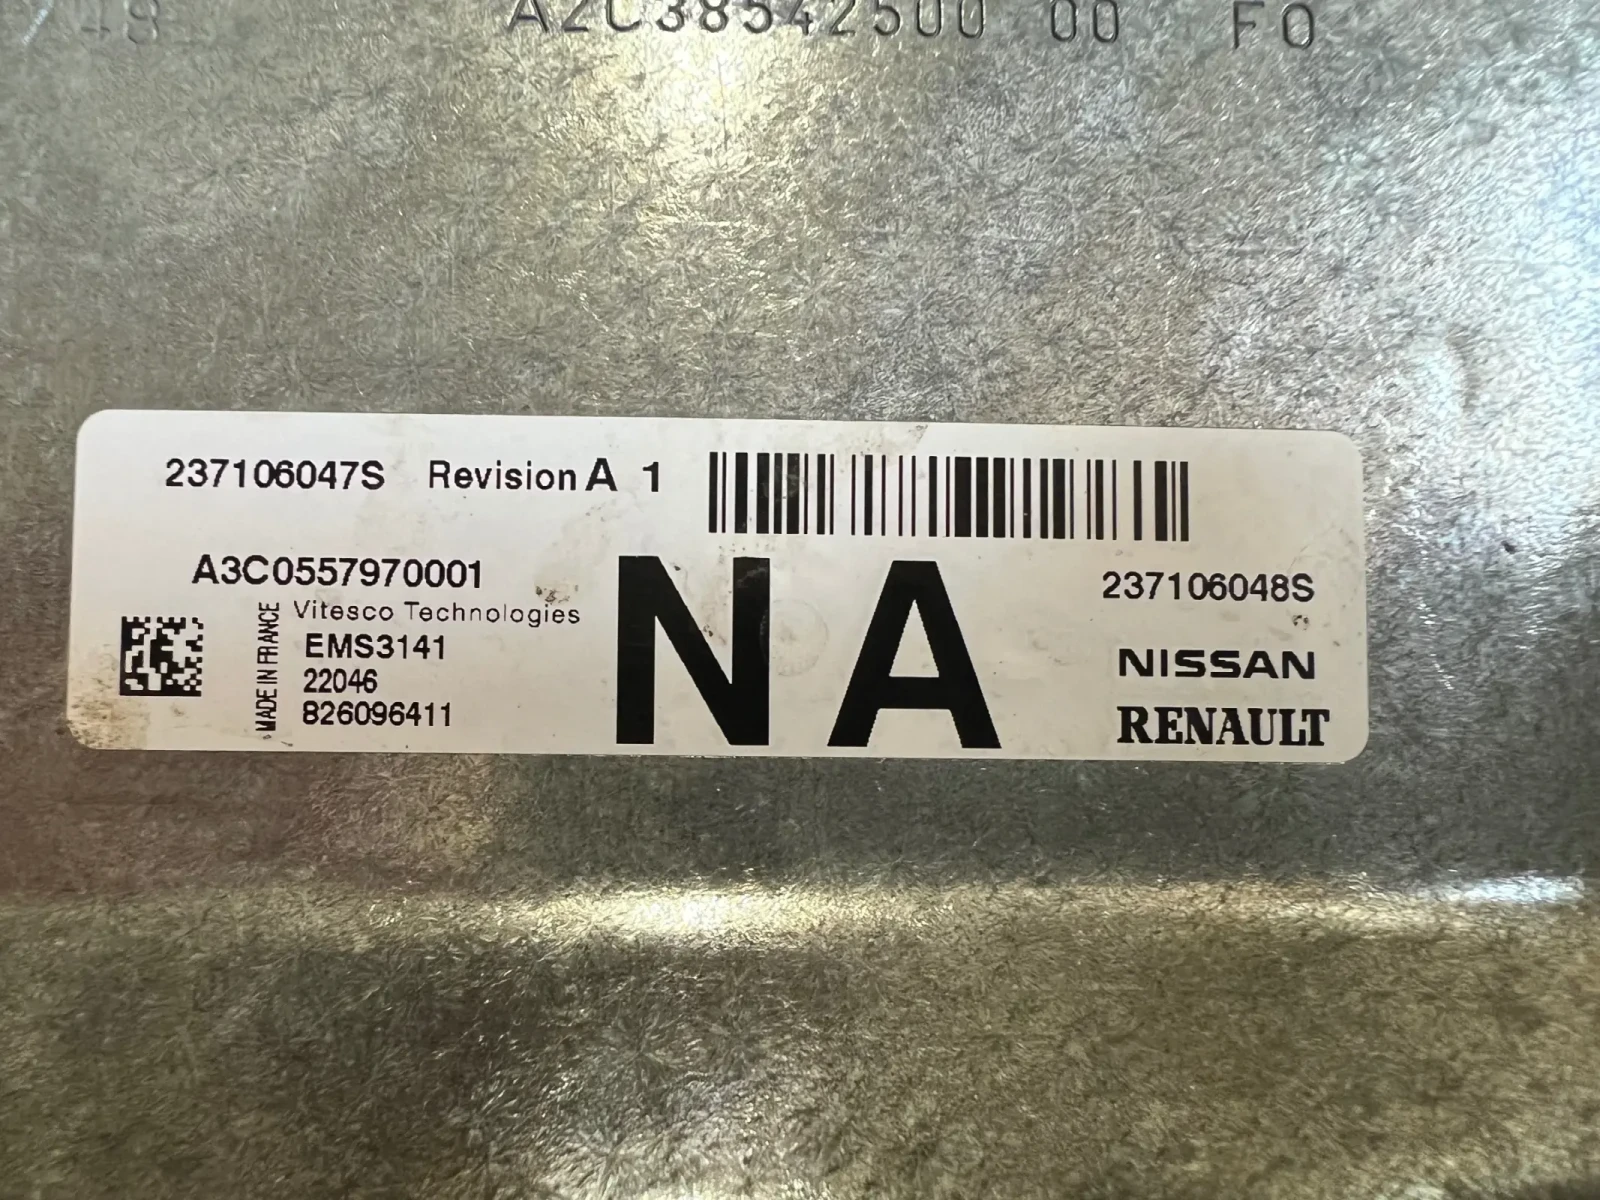 48
A2C38542500 00 F0
237106047S Revision A 1
A3C0557970001
MADE IN FRANCE
Vitesco Technologies
EMS3141
22046
826096411
NA
237106048S
NISSAN
RENAULT